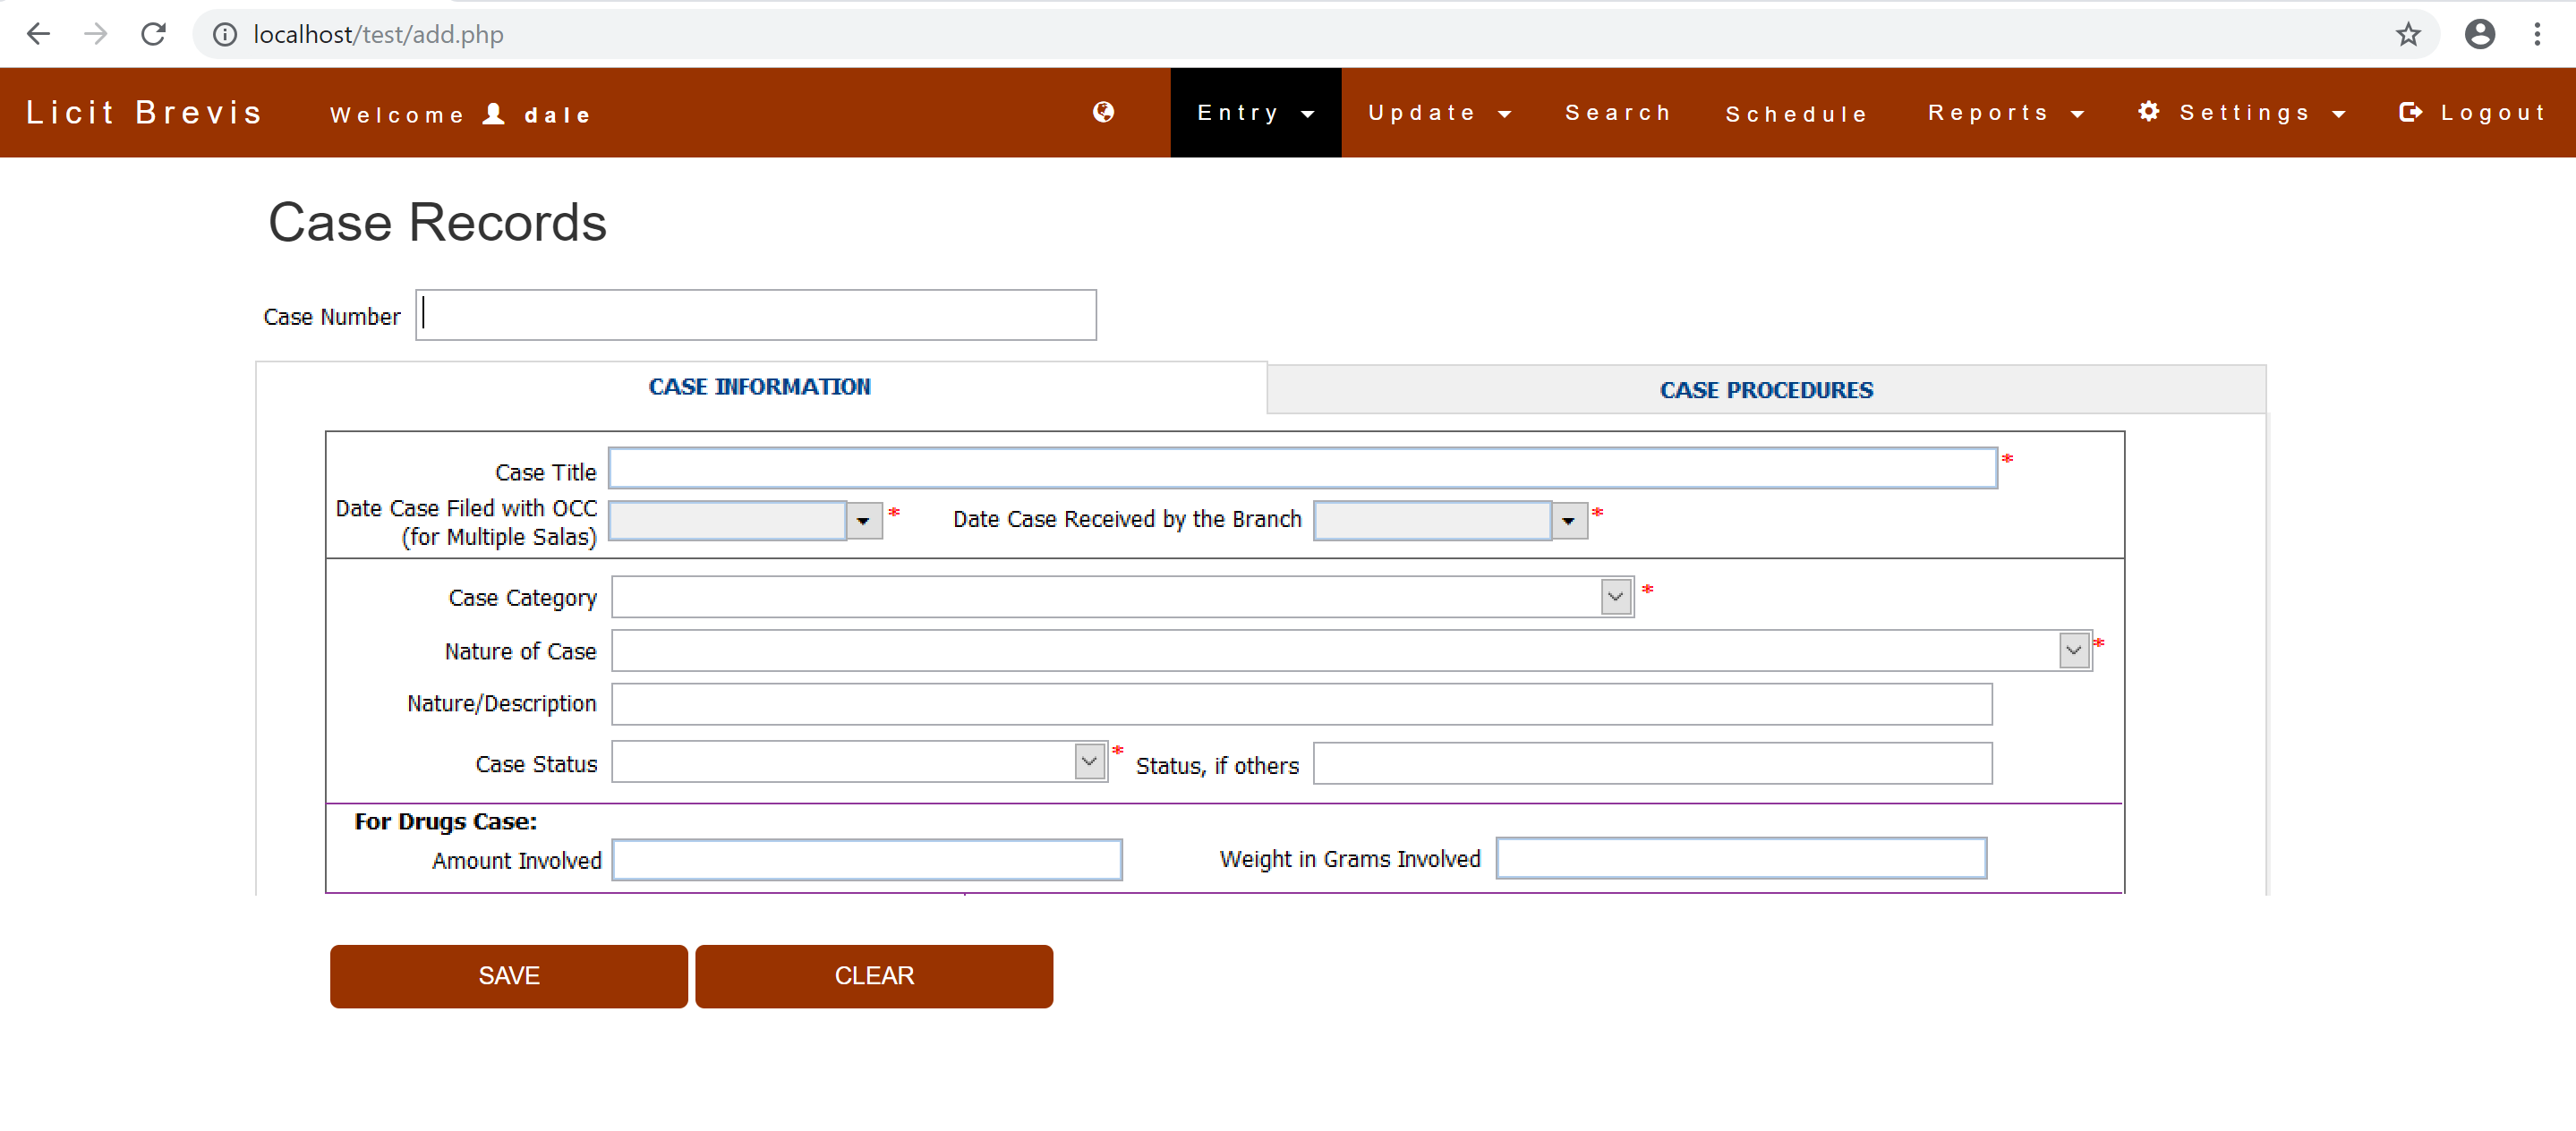 localhost/test/add.php
Licit Brevis Welcome dale Entry Update Search Schedule Reports Settings Logout
Case Records
Case Number
CASE INFORMATION CASE PROCEDURES
Case Title *
Date Case Filed with OCC * Date Case Received by the Branch *
(for Multiple Salas)
Case Category *
Nature of Case *
Nature/Description
Case Status * Status, if others
For Drugs Case:
Amount Involved Weight in Grams Involved
SAVE CLEAR